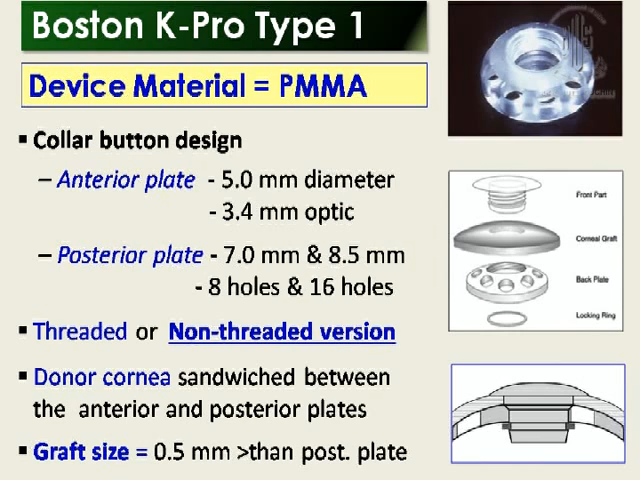 Boston K-Pro Type 1
Device Material = PMMA
▪ Collar button design
– Anterior plate - 5.0 mm diameter
- 3.4 mm optic
– Posterior plate - 7.0 mm & 8.5 mm
- 8 holes & 16 holes
▪ Threaded or Non-threaded version
▪ Donor cornea sandwiched between
the anterior and posterior plates
▪ Graft size = 0.5 mm >than post. plate
Front Part
Corneal Graft
Back Plate
Locking Ring